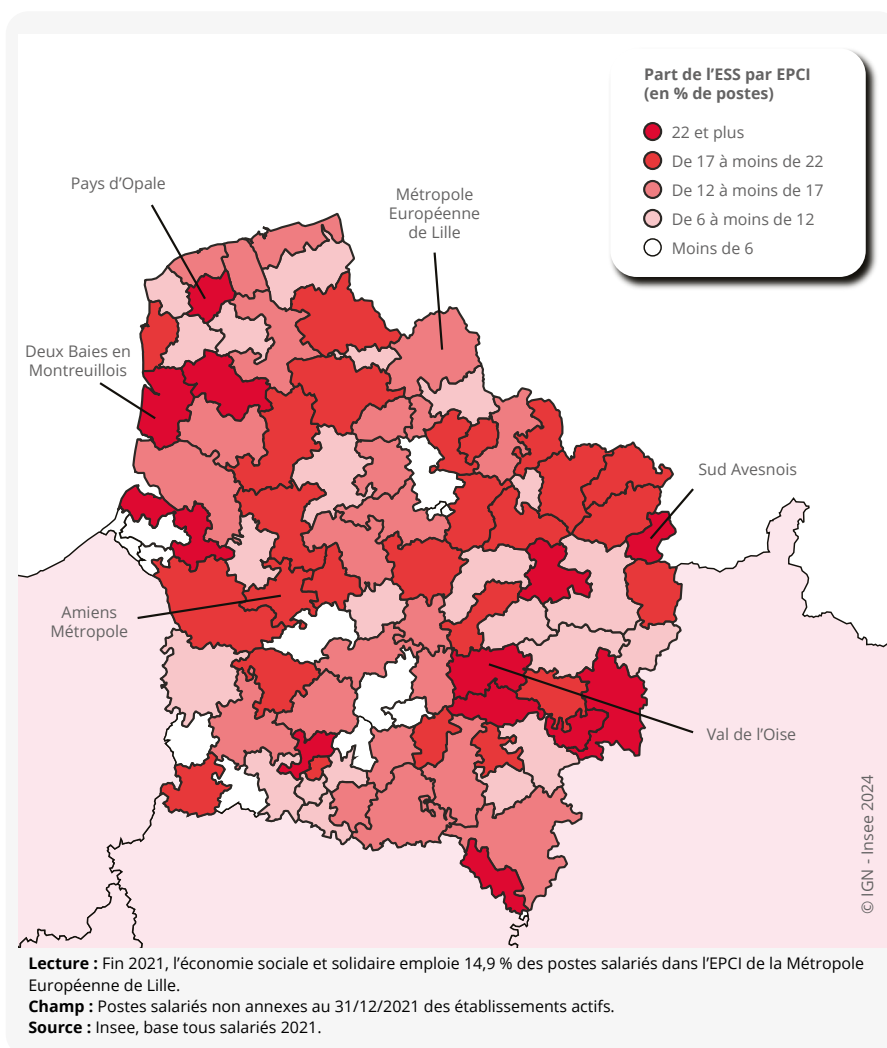 Part de l’ESS par EPCI
(en % de postes)
22 et plus
De 17 à moins de 22
De 12 à moins de 17
De 6 à moins de 12
Moins de 6
Pays d’Opale
Métropole
Européenne
de Lille
Deux Baies en
Montreuillois
Sud Avesnois
Amiens
Métropole
Val de l’Oise
© IGN - Insee 2024
Lecture : Fin 2021, l’économie sociale et solidaire emploie 14,9 % des postes salariés dans l’EPCI de la Métropole
Européenne de Lille.
Champ : Postes salariés non annexes au 31/12/2021 des établissements actifs.
Source : Insee, base tous salariés 2021.